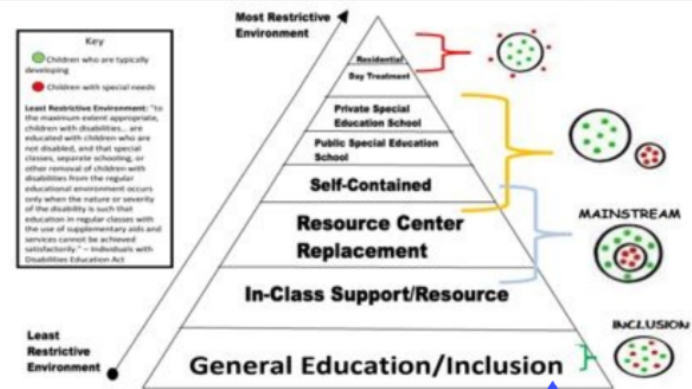 Most Restrictive
Environment
Key
Children who are typically
developing
Children with special needs
Least Restrictive Environment: "to
the maximum extent appropriate,
children with disabilities... are
educated with children who are
not disabled, and that special
classes, separate schooling, or
other removal of children with
disabilities from the regular
educational environment occurs
only when the nature or severity
of the disability is such that
education in regular classes with
the use of supplementary aids and
services cannot be achieved
satisfactorily." – Individuals with
Disabilities Education Act
Residential
Day Treatment
Private Special
Education School
Public Special Education
School
Self-Contained
Resource Center
Replacement
In-Class Support/Resource
General Education/Inclusion
MAINSTREAM
INCLUSION
Least
Restrictive
Environment